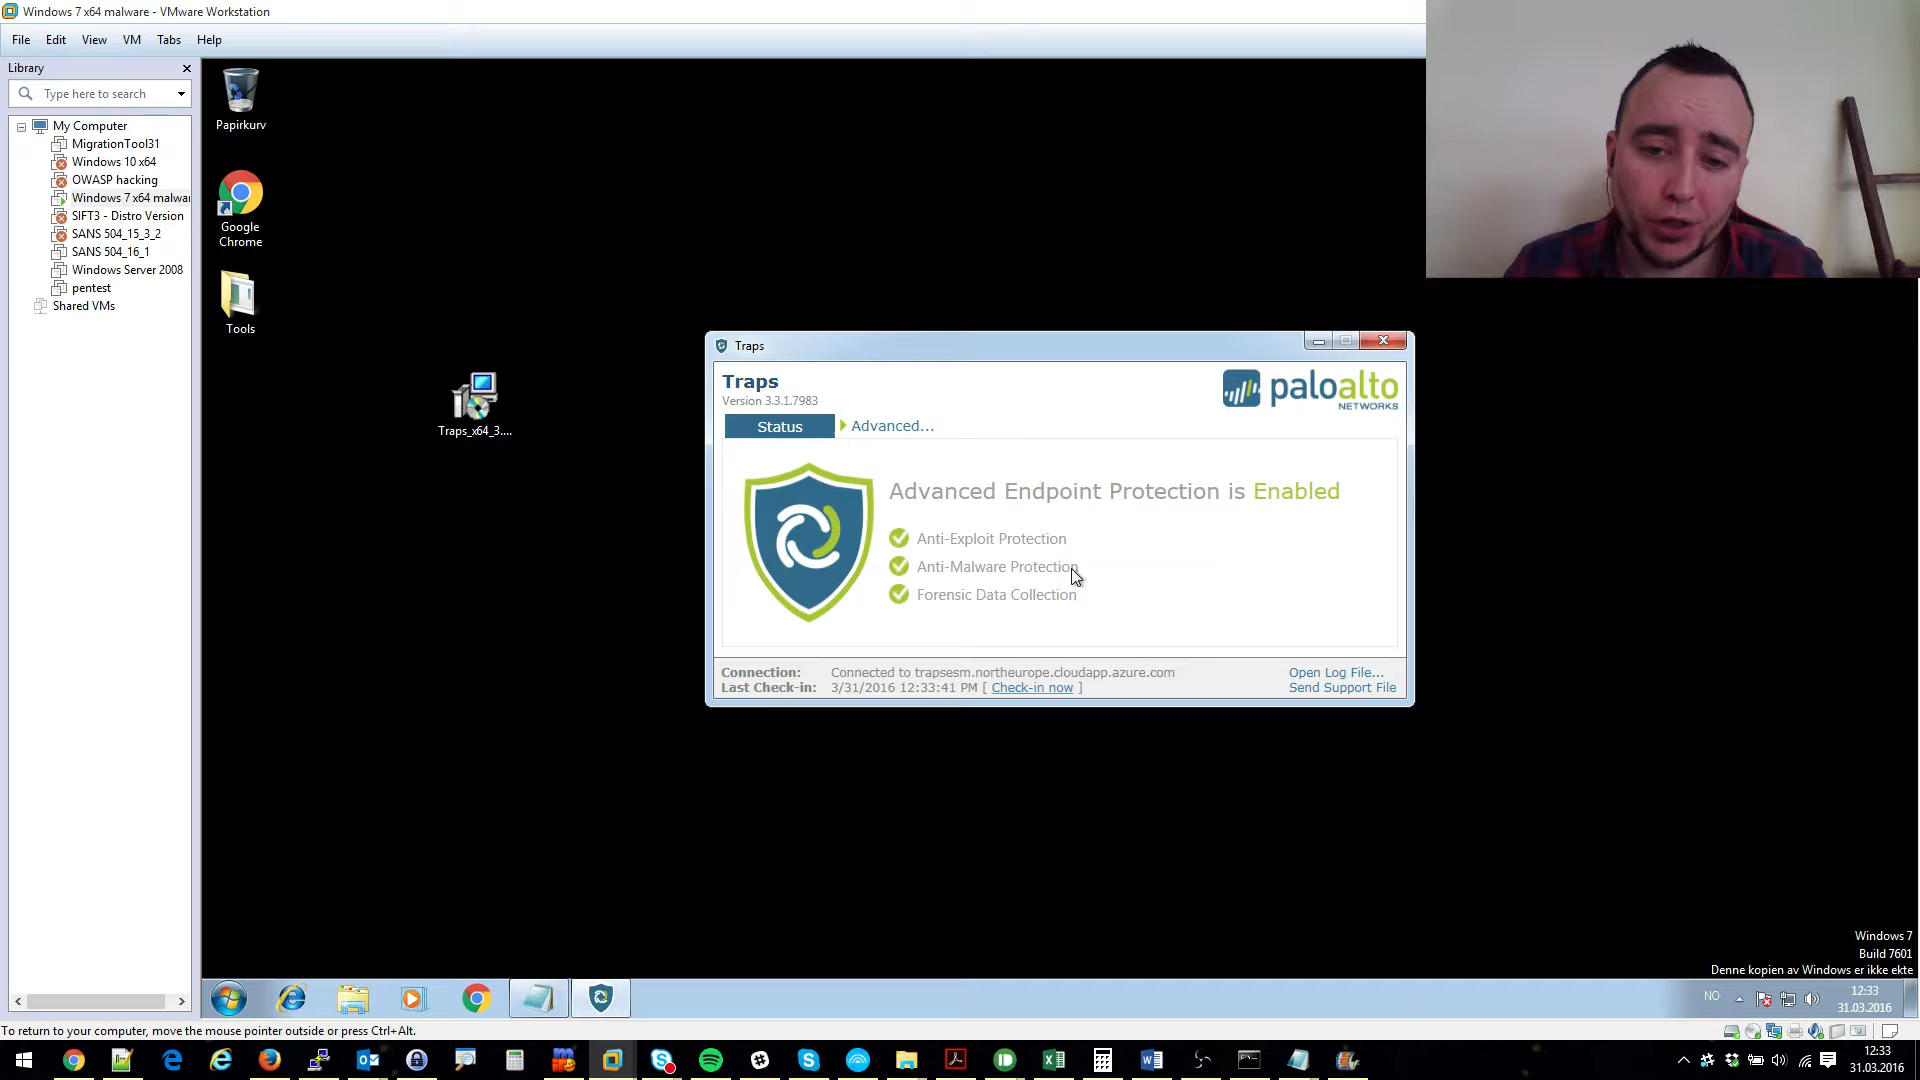 Windows 7 x64 malware - VMware Workstation
File Edit View VM Tabs Help
Library
Type here to search
My Computer
MigrationTool31
Windows 10 x64
OWASP hacking
Windows 7 x64 malwar
SIFT3 - Distro Version
SANS 504_15_3_2
SANS 504_16_1
Windows Server 2008
pentest
Shared VMs
Papirkurv
Google
Chrome
Tools
Traps_x64_3....
Traps
Traps
Version 3.3.1.7983
paloalto
NETWORKS
Status
Advanced...
Advanced Endpoint Protection is Enabled
Anti-Exploit Protection
Anti-Malware Protection
Forensic Data Collection
Connection: Connected to trapsesm.northeurope.cloudapp.azure.com
Open Log File...
Last Check-in: 3/31/2016 12:33:41 PM [ Check-in now ]
Send Support File
Windows 7
Build 7601
Denne kopien av Windows er ikke ekte
NO
12:33
31.03.2016
To return to your computer, move the mouse pointer outside or press Ctrl+Alt.
12:33
31.03.2016